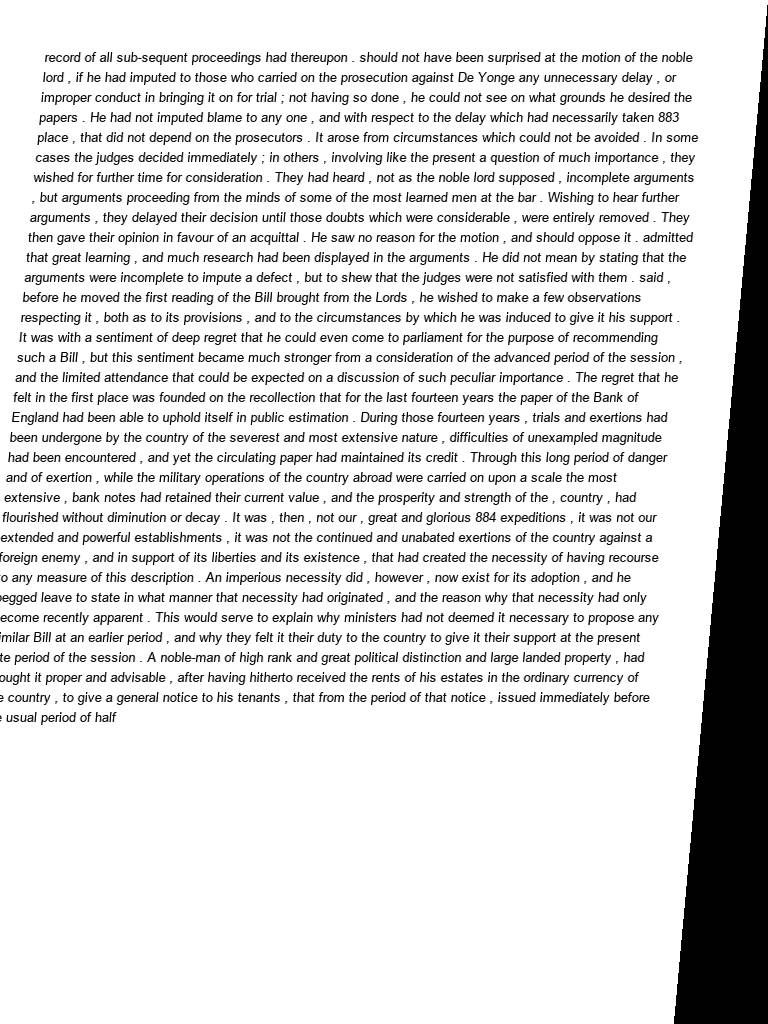 record of all sub-sequent proceedings had thereupon . should not have been surprised at the motion of the noble
lord , if he had imputed to those who carried on the prosecution against De Yonge any unnecessary delay , or
improper conduct in bringing it on for trial ; not having so done , he could not see on what grounds he desired the
papers . He had not imputed blame to any one , and with respect to the delay which had necessarily taken 883
place , that did not depend on the prosecutors . It arose from circumstances which could not be avoided . In some
cases the judges decided immediately ; in others , involving like the present a question of much importance , they
wished for further time for consideration . They had heard , not as the noble lord supposed , incomplete arguments
, but arguments proceeding from the minds of some of the most learned men at the bar . Wishing to hear further
arguments , they delayed their decision until those doubts which were considerable , were entirely removed . They
then gave their opinion in favour of an acquittal . He saw no reason for the motion , and should oppose it . admitted
that great learning , and much research had been displayed in the arguments . He did not mean by stating that the
arguments were incomplete to impute a defect , but to shew that the judges were not satisfied with them . said ,
before he moved the first reading of the Bill brought from the Lords , he wished to make a few observations
respecting it , both as to its provisions , and to the circumstances by which he was induced to give it his support .
It was with a sentiment of deep regret that he could even come to parliament for the purpose of recommending
such a Bill , but this sentiment became much stronger from a consideration of the advanced period of the session ,
and the limited attendance that could be expected on a discussion of such peculiar importance . The regret that he
felt in the first place was founded on the recollection that for the last fourteen years the paper of the Bank of
England had been able to uphold itself in public estimation . During those fourteen years , trials and exertions had
been undergone by the country of the severest and most extensive nature , difficulties of unexampled magnitude
had been encountered , and yet the circulating paper had maintained its credit . Through this long period of danger
and of exertion , while the military operations of the country abroad were carried on upon a scale the most
extensive , bank notes had retained their current value , and the prosperity and strength of the , country , had
flourished without diminution or decay . It was , then , not our , great and glorious 884 expeditions , it was not our
extended and powerful establishments , it was not the continued and unabated exertions of the country against a
foreign enemy , and in support of its liberties and its existence , that had created the necessity of having recourse
any measure of this description . An imperious necessity did , however , now exist for its adoption , and he
begged leave to state in what manner that necessity had originated , and the reason why that necessity had only
become recently apparent . This would serve to explain why ministers had not deemed it necessary to propose any
Bill at an earlier period , and why they felt it their duty to the country to give it their support at the present
period of the session . A noble-man of high rank and great political distinction and large landed property , had
it proper and advisable , after having hitherto received the rents of his estates in the ordinary currency of
country , to give a general notice to his tenants , that from the period of that notice , issued immediately before
usual period of half